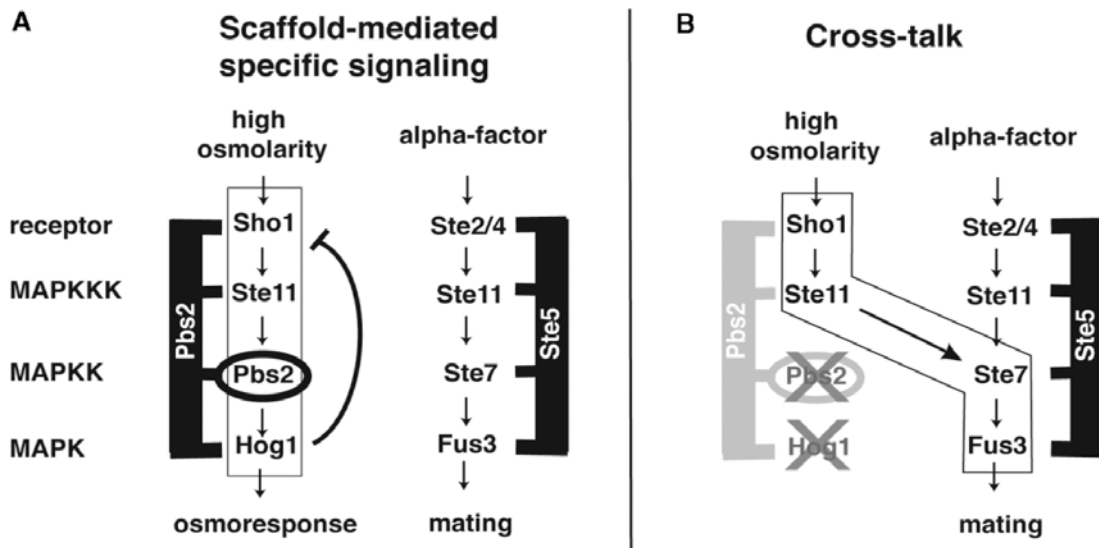 A
Scaffold-mediated
specific signaling
high
osmolarity
alpha-factor
receptor
Sho1
Ste2/4
MAPKKK
Ste11
Ste11
MAPKK
Pbs2
Ste7
MAPK
Hog1
Fus3
Pbs2
Ste5
osmoresponse
mating
B
Cross-talk
high
osmolarity
alpha-factor
Sho1
Ste2/4
Ste11
Ste11
Pbs2
Ste7
Hog1
Fus3
Pbs2
Ste5
mating